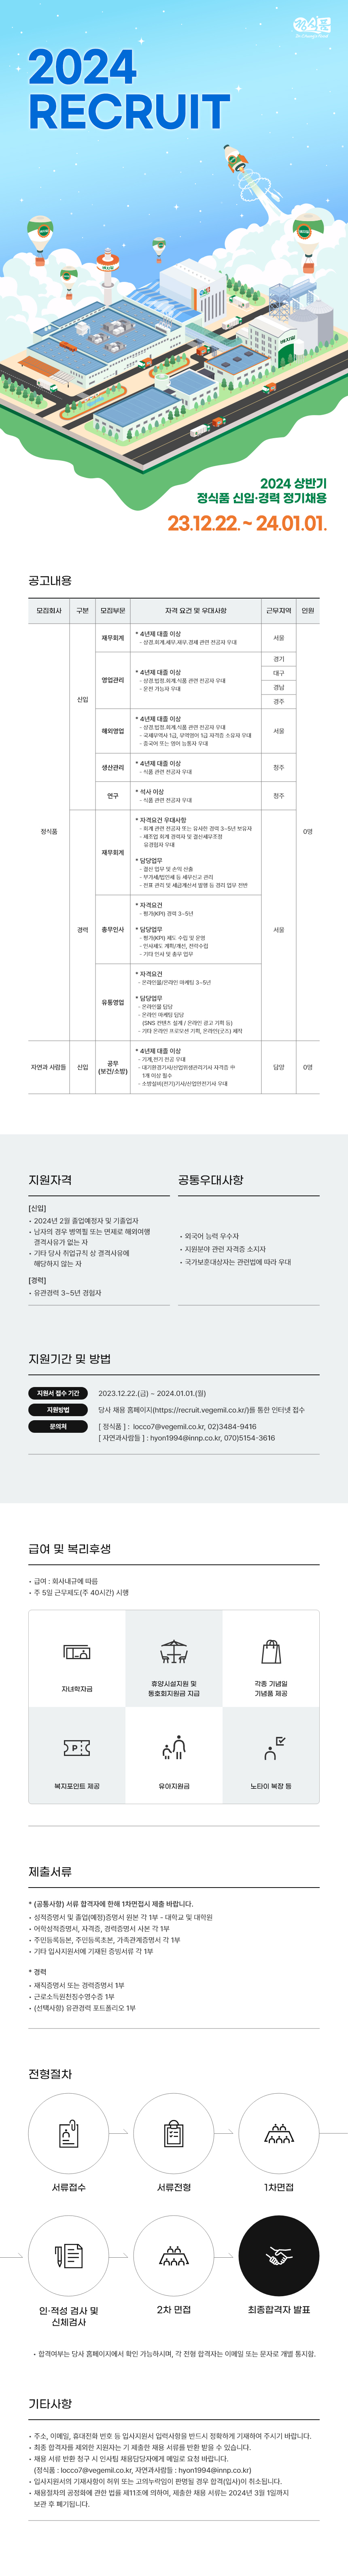 정식품
Dr. Chung's Food
2024
RECRUIT
베지밀
2024 상반기
정식품 신입·경력 정기채용
23.12.22. ~ 24.01.01.
공고내용
모집회사 구분 모집부문 자격 요건 및 우대사항 근무지역 인원
정식품
신입
재무회계
* 4년제 대졸 이상
- 상경.회계.세무.재무.경제 관련 전공자 우대
서울
영업관리
* 4년제 대졸 이상
- 상경.법정.회계.식품 관련 전공자 우대
- 운전 가능자 우대
경기
대구
경남
경주
해외영업
* 4년제 대졸 이상
- 상경.법정.회계.식품 관련 전공자 우대
- 국제무역사 1급, 무역영어 1급 자격증 소유자 우대
- 중국어 또는 영어 능통자 우대
서울
생산관리
* 4년제 대졸 이상
- 식품 관련 전공자 우대
청주
연구
* 석사 이상
- 식품 관련 전공자 우대
청주
경력
재무회계
* 자격요건 우대사항
- 회계 관련 전공자 또는 유사한 경력 3~5년 보유자
- 제조업 회계 경력자 및 결산세무조정
유경험자 우대
* 담당업무
- 결산 업무 및 손익 산출
- 부가세/법인세 등 세무신고 관리
- 전표 관리 및 세금계산서 발행 등 경리 업무 전반
총무인사
* 자격요건
- 평가(KPI) 경력 3~5년
* 담당업무
- 평가(KPI) 제도 수립 및 운영
- 인사제도 계획/개선, 전략수립
- 기타 인사 및 총무 업무
유통영업
* 자격요건
- 온라인몰/온라인 마케팅 3~5년
* 담당업무
- 온라인몰 담당
- 온라인 마케팅 담당
(SNS 컨텐츠 설계 / 온라인 광고 기획 등)
- 기타 온라인 프로모션 기획, 온라인(굿즈) 제작
서울
0명
자연과 사람들
신입
공무
(보건/소방)
* 4년제 대졸 이상
- 기계,전기 전공 우대
- 대기환경기사/산업위생관리기사 자격증 中
1개 이상 필수
- 소방설비(전기)기사/산업안전기사 우대
담양
0명
지원자격
[신입]
• 2024년 2월 졸업예정자 및 기졸업자
• 남자의 경우 병역필 또는 면제로 해외여행
결격사유가 없는 자
• 기타 당사 취업규칙 상 결격사유에
해당하지 않는 자
[경력]
• 유관경력 3~5년 경험자
공통우대사항
• 외국어 능력 우수자
• 지원분야 관련 자격증 소지자
• 국가보훈대상자는 관련법에 따라 우대
지원기간 및 방법
지원서 접수 기간 2023.12.22.(금) ~ 2024.01.01.(월)
지원방법 당사 채용 홈페이지(https://recruit.vegemil.co.kr/)를 통한 인터넷 접수
문의처 [ 정식품 ] : locco7@vegemil.co.kr, 02)3484-9416
[ 자연과사람들 ] : hyon1994@innp.co.kr, 070)5154-3616
급여 및 복리후생
• 급여 : 회사내규에 따름
• 주 5일 근무제도(주 40시간) 시행
자녀학자금
휴양시설지원 및
동호회지원금 지급
각종 기념일
기념품 제공
P
복지포인트 제공
유아지원금
노타이 복장 등
제출서류
* (공통사항) 서류 합격자에 한해 1차면접시 제출 바랍니다.
• 성적증명서 및 졸업(예정)증명서 원본 각 1부 - 대학교 및 대학원
• 어학성적증명서, 자격증, 경력증명서 사본 각 1부
• 주민등록등본, 주민등록초본, 가족관계증명서 각 1부
• 기타 입사지원서에 기재된 증빙서류 각 1부
* 경력
• 재직증명서 또는 경력증명서 1부
• 근로소득원천징수영수증 1부
• (선택사항) 유관경력 포트폴리오 1부
전형절차
서류접수
서류전형
1차면접
인·적성 검사 및
신체검사
2차 면접
최종합격자 발표
• 합격여부는 당사 홈페이지에서 확인 가능하시며, 각 전형 합격자는 이메일 또는 문자로 개별 통지함.
기타사항
• 주소, 이메일, 휴대전화 번호 등 입사지원서 입력사항을 반드시 정확하게 기재하여 주시기 바랍니다.
• 최종 합격자를 제외한 지원자는 기 제출한 채용 서류를 반환 받을 수 있습니다.
• 채용 서류 반환 청구 시 인사팀 채용담당자에게 메일로 요청 바랍니다.
(정식품 : locco7@vegemil.co.kr, 자연과사람들 : hyon1994@innp.co.kr)
• 입사지원서의 기재사항이 허위 또는 고의누락임이 판명될 경우 합격(입사)이 취소됩니다.
• 채용절차의 공정화에 관한 법률 제11조에 의하여, 제출한 채용 서류는 2024년 3월 1일까지
보관 후 폐기됩니다.